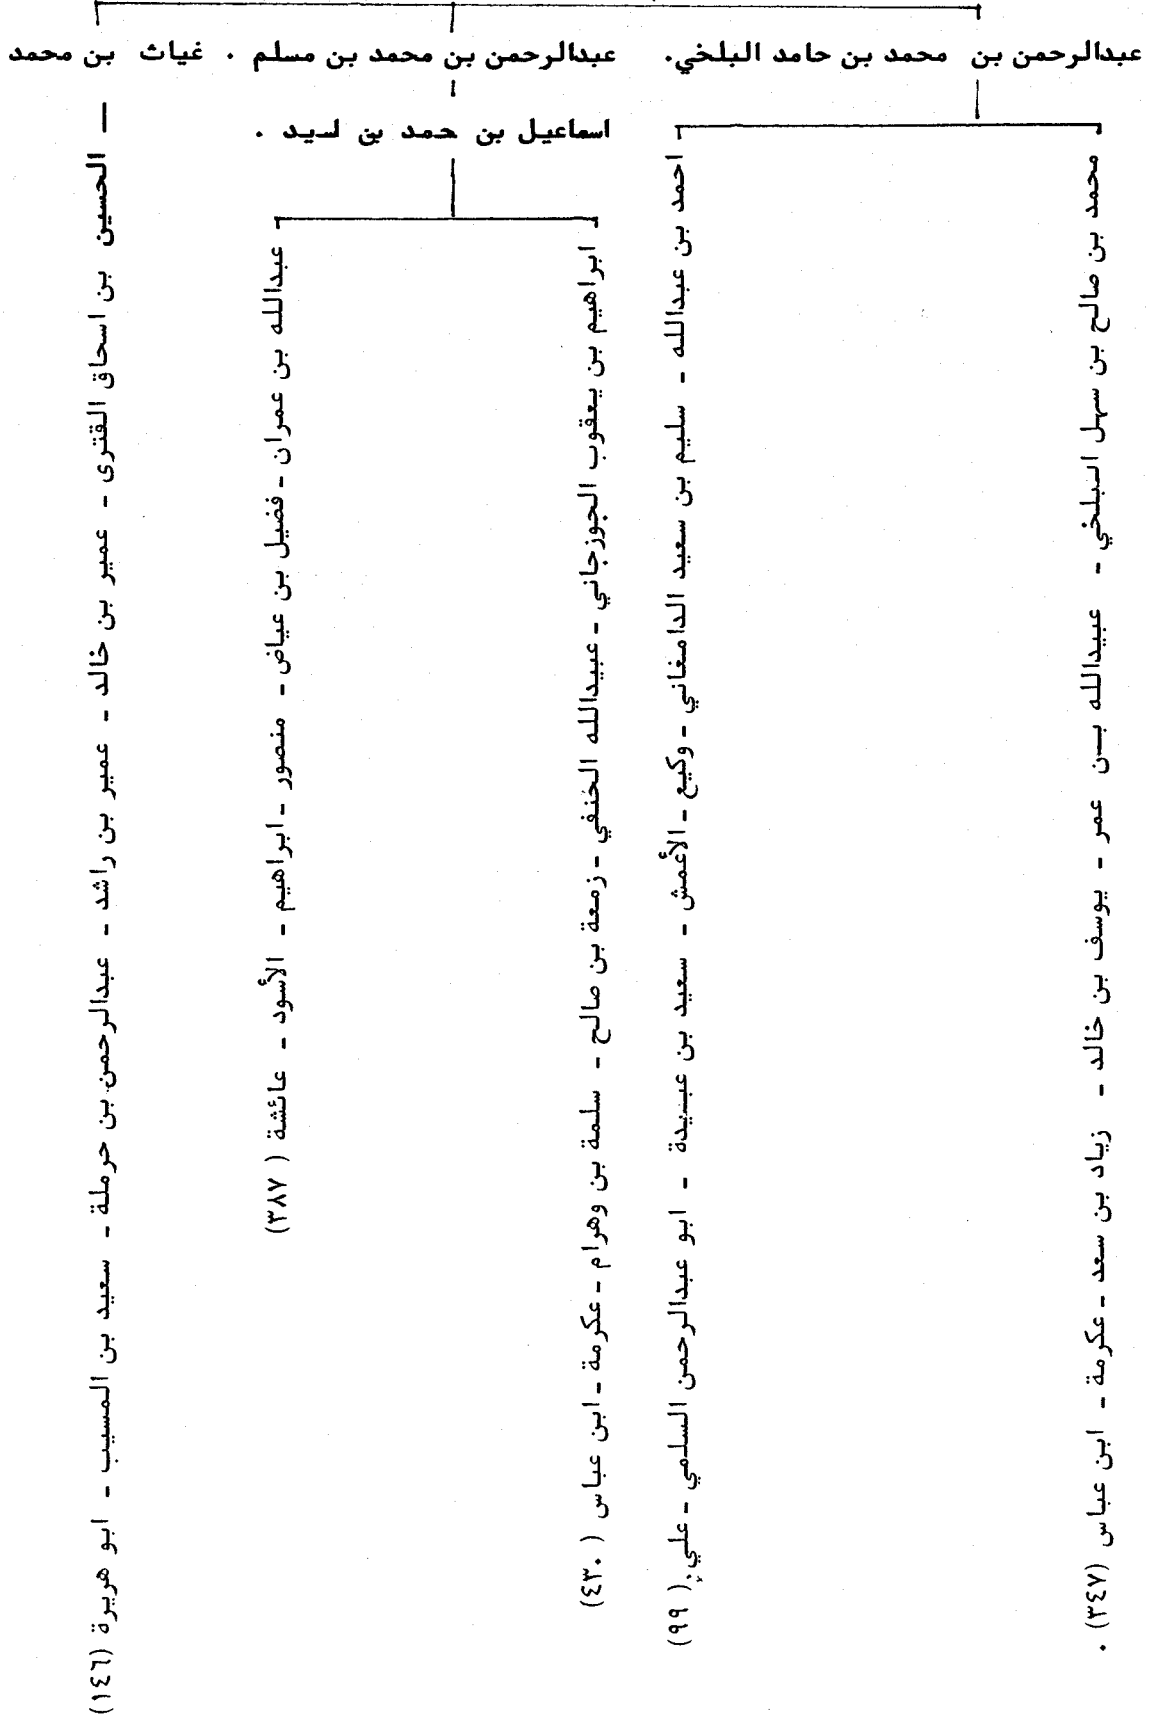 عبدالرحمن بن محمد بن حامد البلخي.
عبدالرحمن بن محمد بن مسلم .
غياث بن محمد
اسماعيل بن حمد بن لديد .
محمد بن صالح بن سهل البلخي - عبيدالله بن عمر - يوسف بن خالد - زياد بن سعد - عكرمة - ابن عباس (٣٤٧) .
احمد بن عبدالله - سليم بن سعيد الدامغاني - وكيع - الأعمش - سعيد بن عبيدة - ابو عبدالرحمن السلمي - علي ( ٩٩)
ابراهيم بن يعقوب الجوزجاني - عبيدالله الحنفي - زمعة بن صالح - سلمة بن وهرام - عكرمة - ابن عباس ( ٤٣٠)
عبدالله بن عمران - فضيل بن عياض - منصور - ابراهيم - الأسود - عائشة ( ٣٨٧)
الحسين بن اسحاق القترى - عمير بن خالد - عمير بن راشد - عبدالرحمن بن حرملة - سعيد بن المسيب - ابو هريرة (١٤٦)